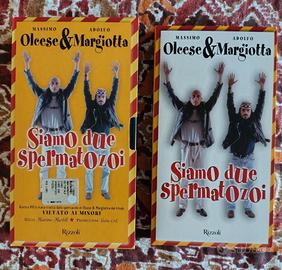 MASSIMO ADOLFO
Olcese & Margiotta
Siamo due
spermatozoi
VIETATO AI MINORI
Rizzoli
MASSIMO ADOLFO
Olcese & Margiotta
Siamo due
spermatozoi
Rizzoli